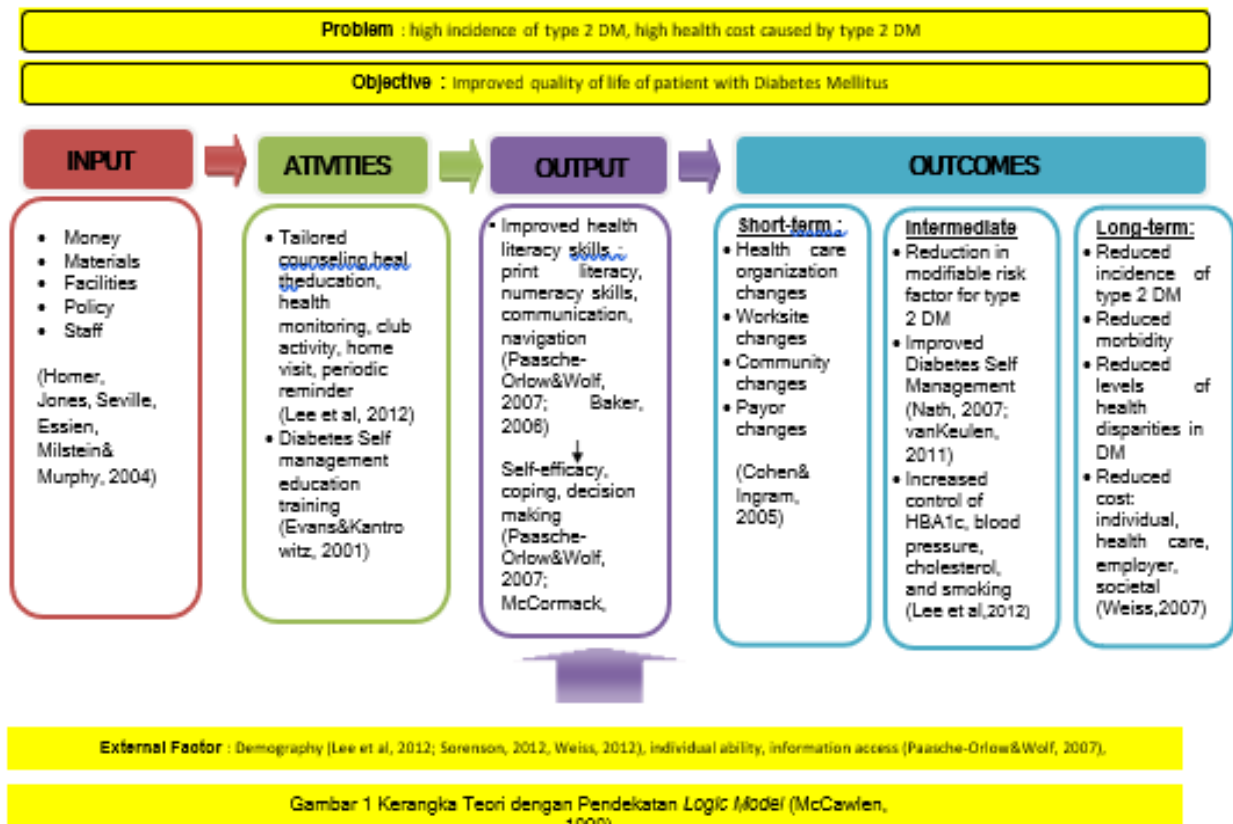 Problem : high incidence of type 2 DM, high health cost caused by type 2 DM
Objective : Improved quality of life of patient with Diabetes Mellitus
INPUT
ATIVITIES
OUTPUT
OUTCOMES
• Money
• Materials
• Facilities
• Policy
• Staff
(Homer,
Jones, Seville,
Essien,
Milstein&
Murphy, 2004)
• Tailored
counseling,heal
theducation,
health
monitoring, club
activity, home
visit, periodic
reminder
(Lee et al, 2012)
• Diabetes Self
management
education
training
(Evans&Kantro
witz, 2001)
• Improved health
literacy skills :
print literacy,
numeracy skills,
communication,
navigation
(Paasche-
Orlow&Wolf,
2007; Baker,
2006)
Self-efficacy,
coping, decision
making
(Paasche-
Orlow&Wolf,
2007;
McCormack,
Short-term :
• Health care
organization
changes
• Worksite
changes
• Community
changes
• Payor
changes
(Cohen&
Ingram,
2005)
Intermediate
• Reduction in
modifiable risk
factor for type
2 DM
• Improved
Diabetes Self
Management
(Nath, 2007;
vanKeulen,
2011)
• Increased
control of
HBA1c, blood
pressure,
cholesterol,
and smoking
(Lee et al,2012)
Long-term:
• Reduced
incidence of
type 2 DM
• Reduced
morbidity
• Reduced
levels of
health
disparities in
DM
• Reduced
cost:
individual,
health care,
employer,
societal
(Weiss,2007)
External Factor : Demography (Lee et al, 2012; Sorenson, 2012, Weiss, 2012), individual ability, information access (Paasche-Orlow&Wolf, 2007),
Gambar 1 Kerangka Teori dengan Pendekatan Logic Model (McCawlen,